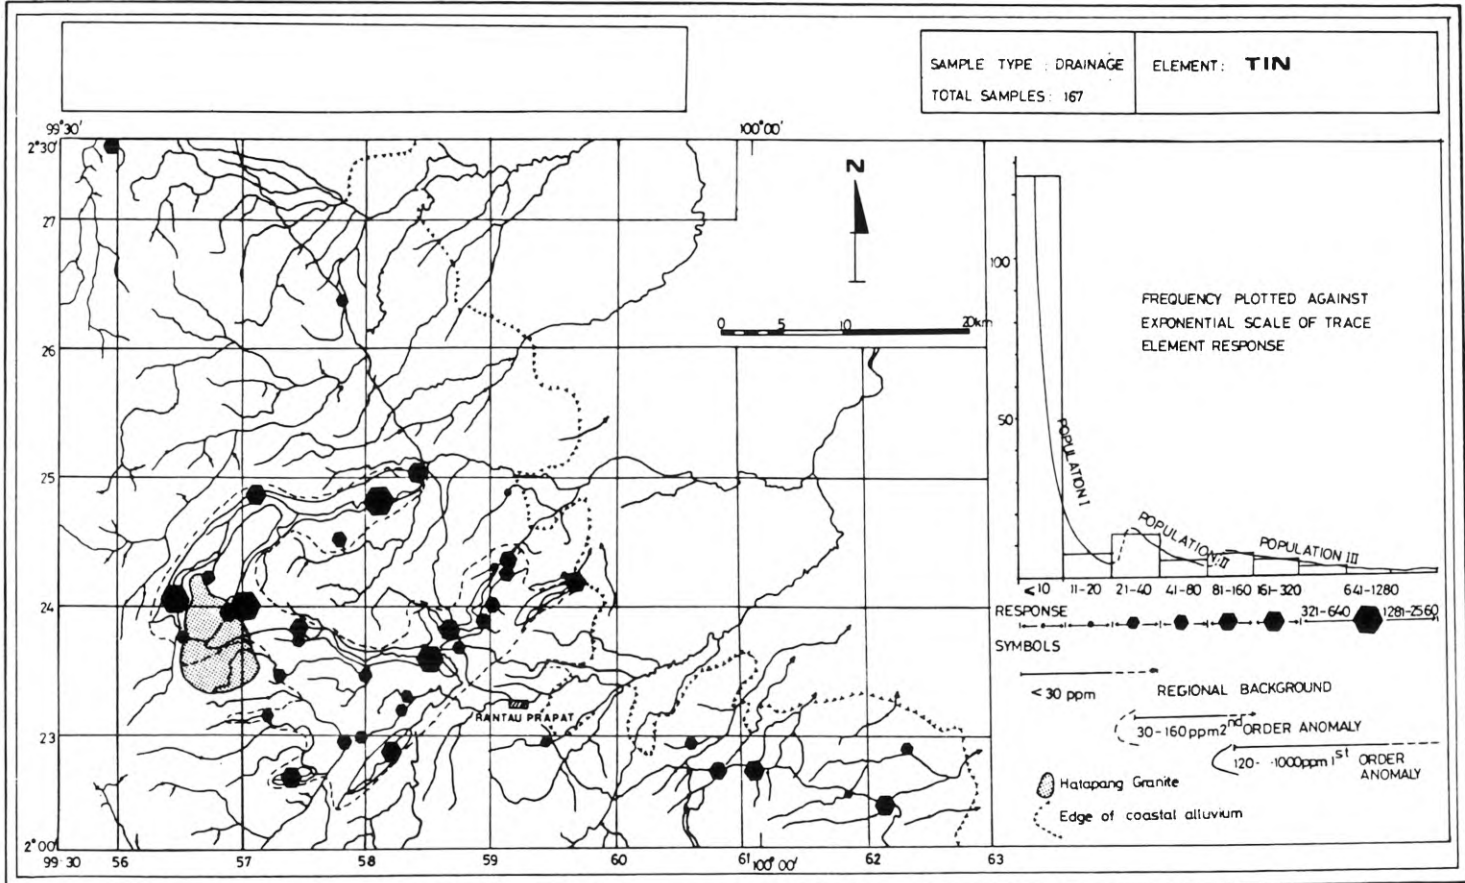 SAMPLE TYPE : DRAINAGE
TOTAL SAMPLES: 167
ELEMENT: TIN
99°30'
100°00'
2°30'
N
27
0 5 10 20km
26
25
24
23
RANTAU PRAPAT
2°00'
99°30 56 57 58 59 60 61 100°00' 62 63
100
50
FREQUENCY PLOTTED AGAINST
EXPONENTIAL SCALE OF TRACE
ELEMENT RESPONSE
POPULATION I
POPULATION II
POPULATION III
<10 11-20 21-40 41-80 81-160 161-320 641-1280
RESPONSE 321-640 1281-2560
SYMBOLS
<30 ppm REGIONAL BACKGROUND
30-160ppm 2nd ORDER ANOMALY
120- -1000ppm 1st ORDER
ANOMALY
Hatapang Granite
Edge of coastal alluvium